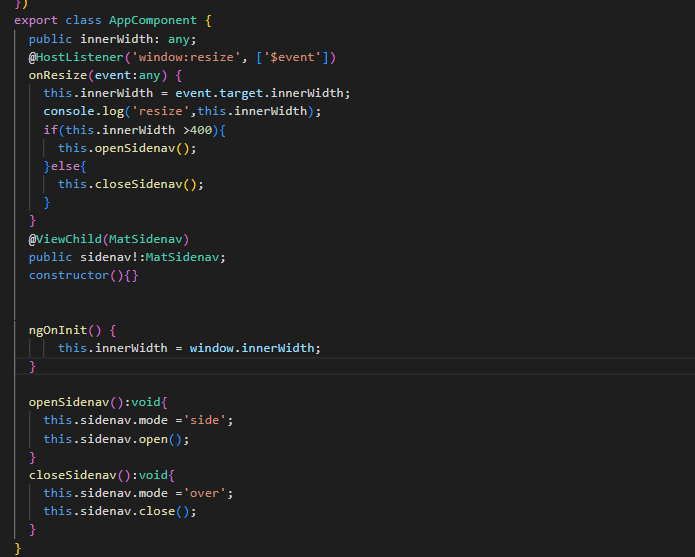 })
export class AppComponent {
  public innerWidth: any;
  @HostListener('window:resize', ['$event'])
  onResize(event:any) {
    this.innerWidth = event.target.innerWidth;
    console.log('resize',this.innerWidth);
    if(this.innerWidth >400){
      this.openSidenav();
    }else{
      this.closeSidenav();
    }
  }
  @ViewChild(MatSidenav)
  public sidenav!:MatSidenav;
  constructor(){}
  ngOnInit() {
      this.innerWidth = window.innerWidth;
  }
  openSidenav():void{
    this.sidenav.mode ='side';
    this.sidenav.open();
  }
  closeSidenav():void{
    this.sidenav.mode ='over';
    this.sidenav.close();
  }
}